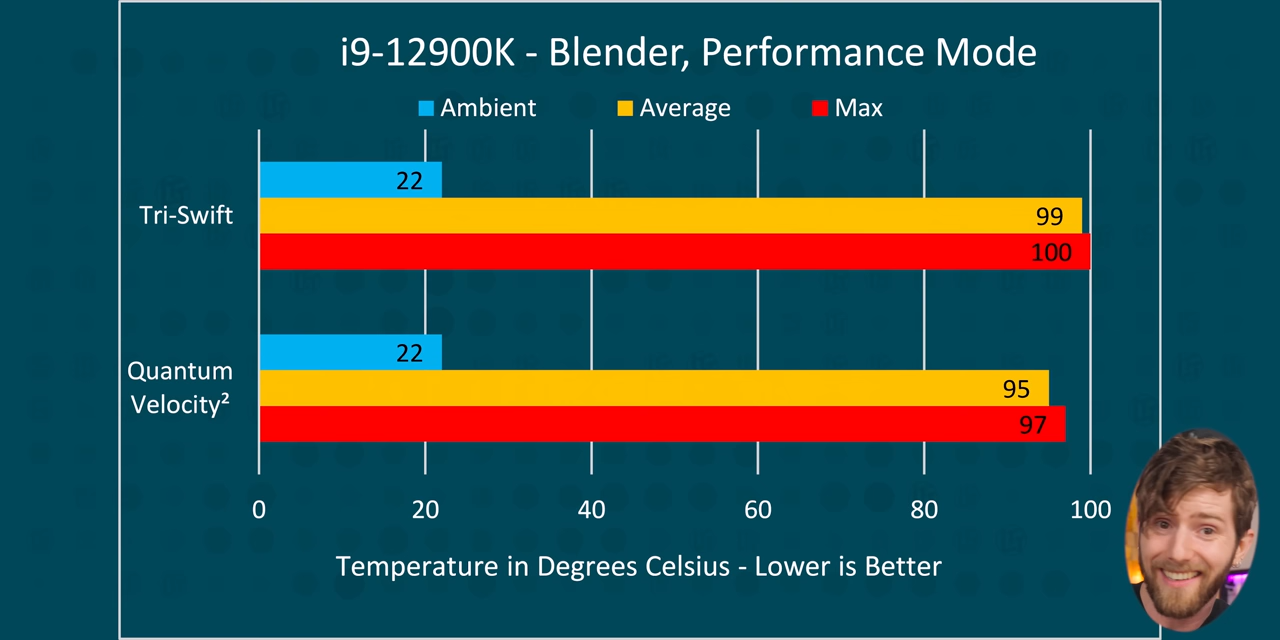 i9-12900K - Blender, Performance Mode
Ambient Average Max
22
Tri-Swift
99
100
22
Quantum
Velocity²
95
97
0 20 40 60 80 100
Temperature in Degrees Celsius - Lower is Better